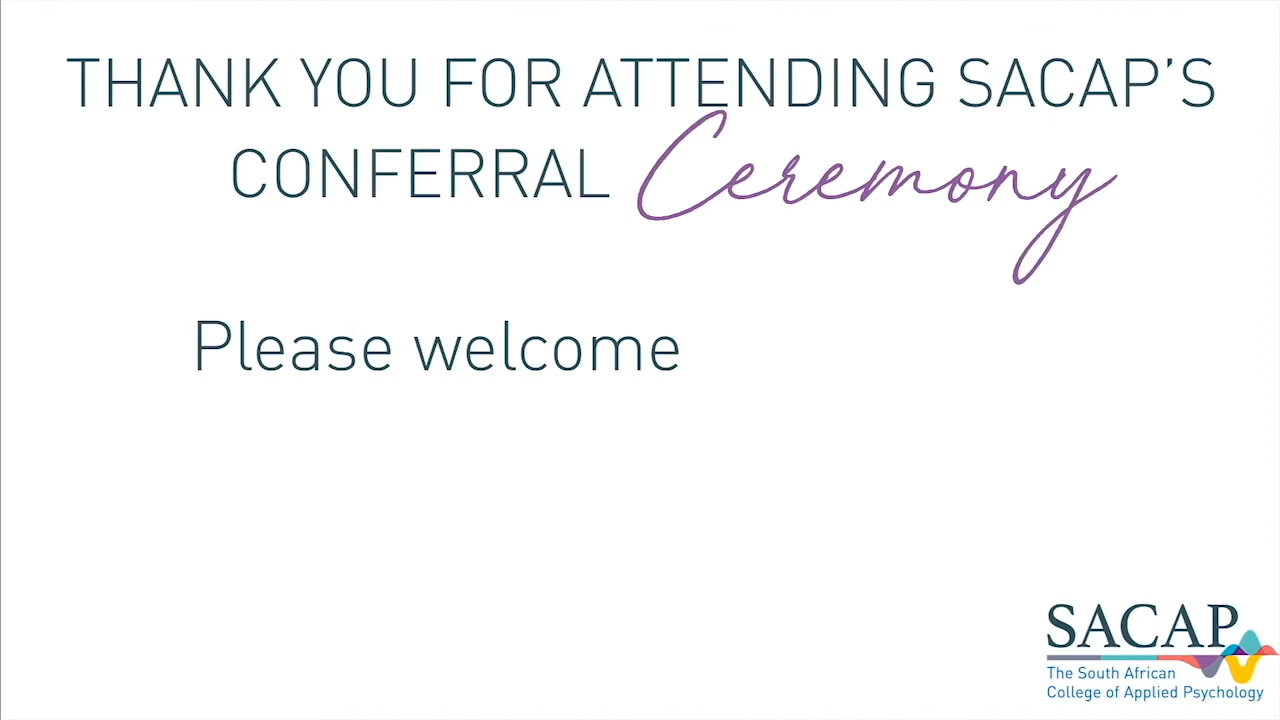 THANK YOU FOR ATTENDING SACAP'S
CONFERRAL Ceremony
Please welcome
SACAP
The South African
College of Applied Psychology